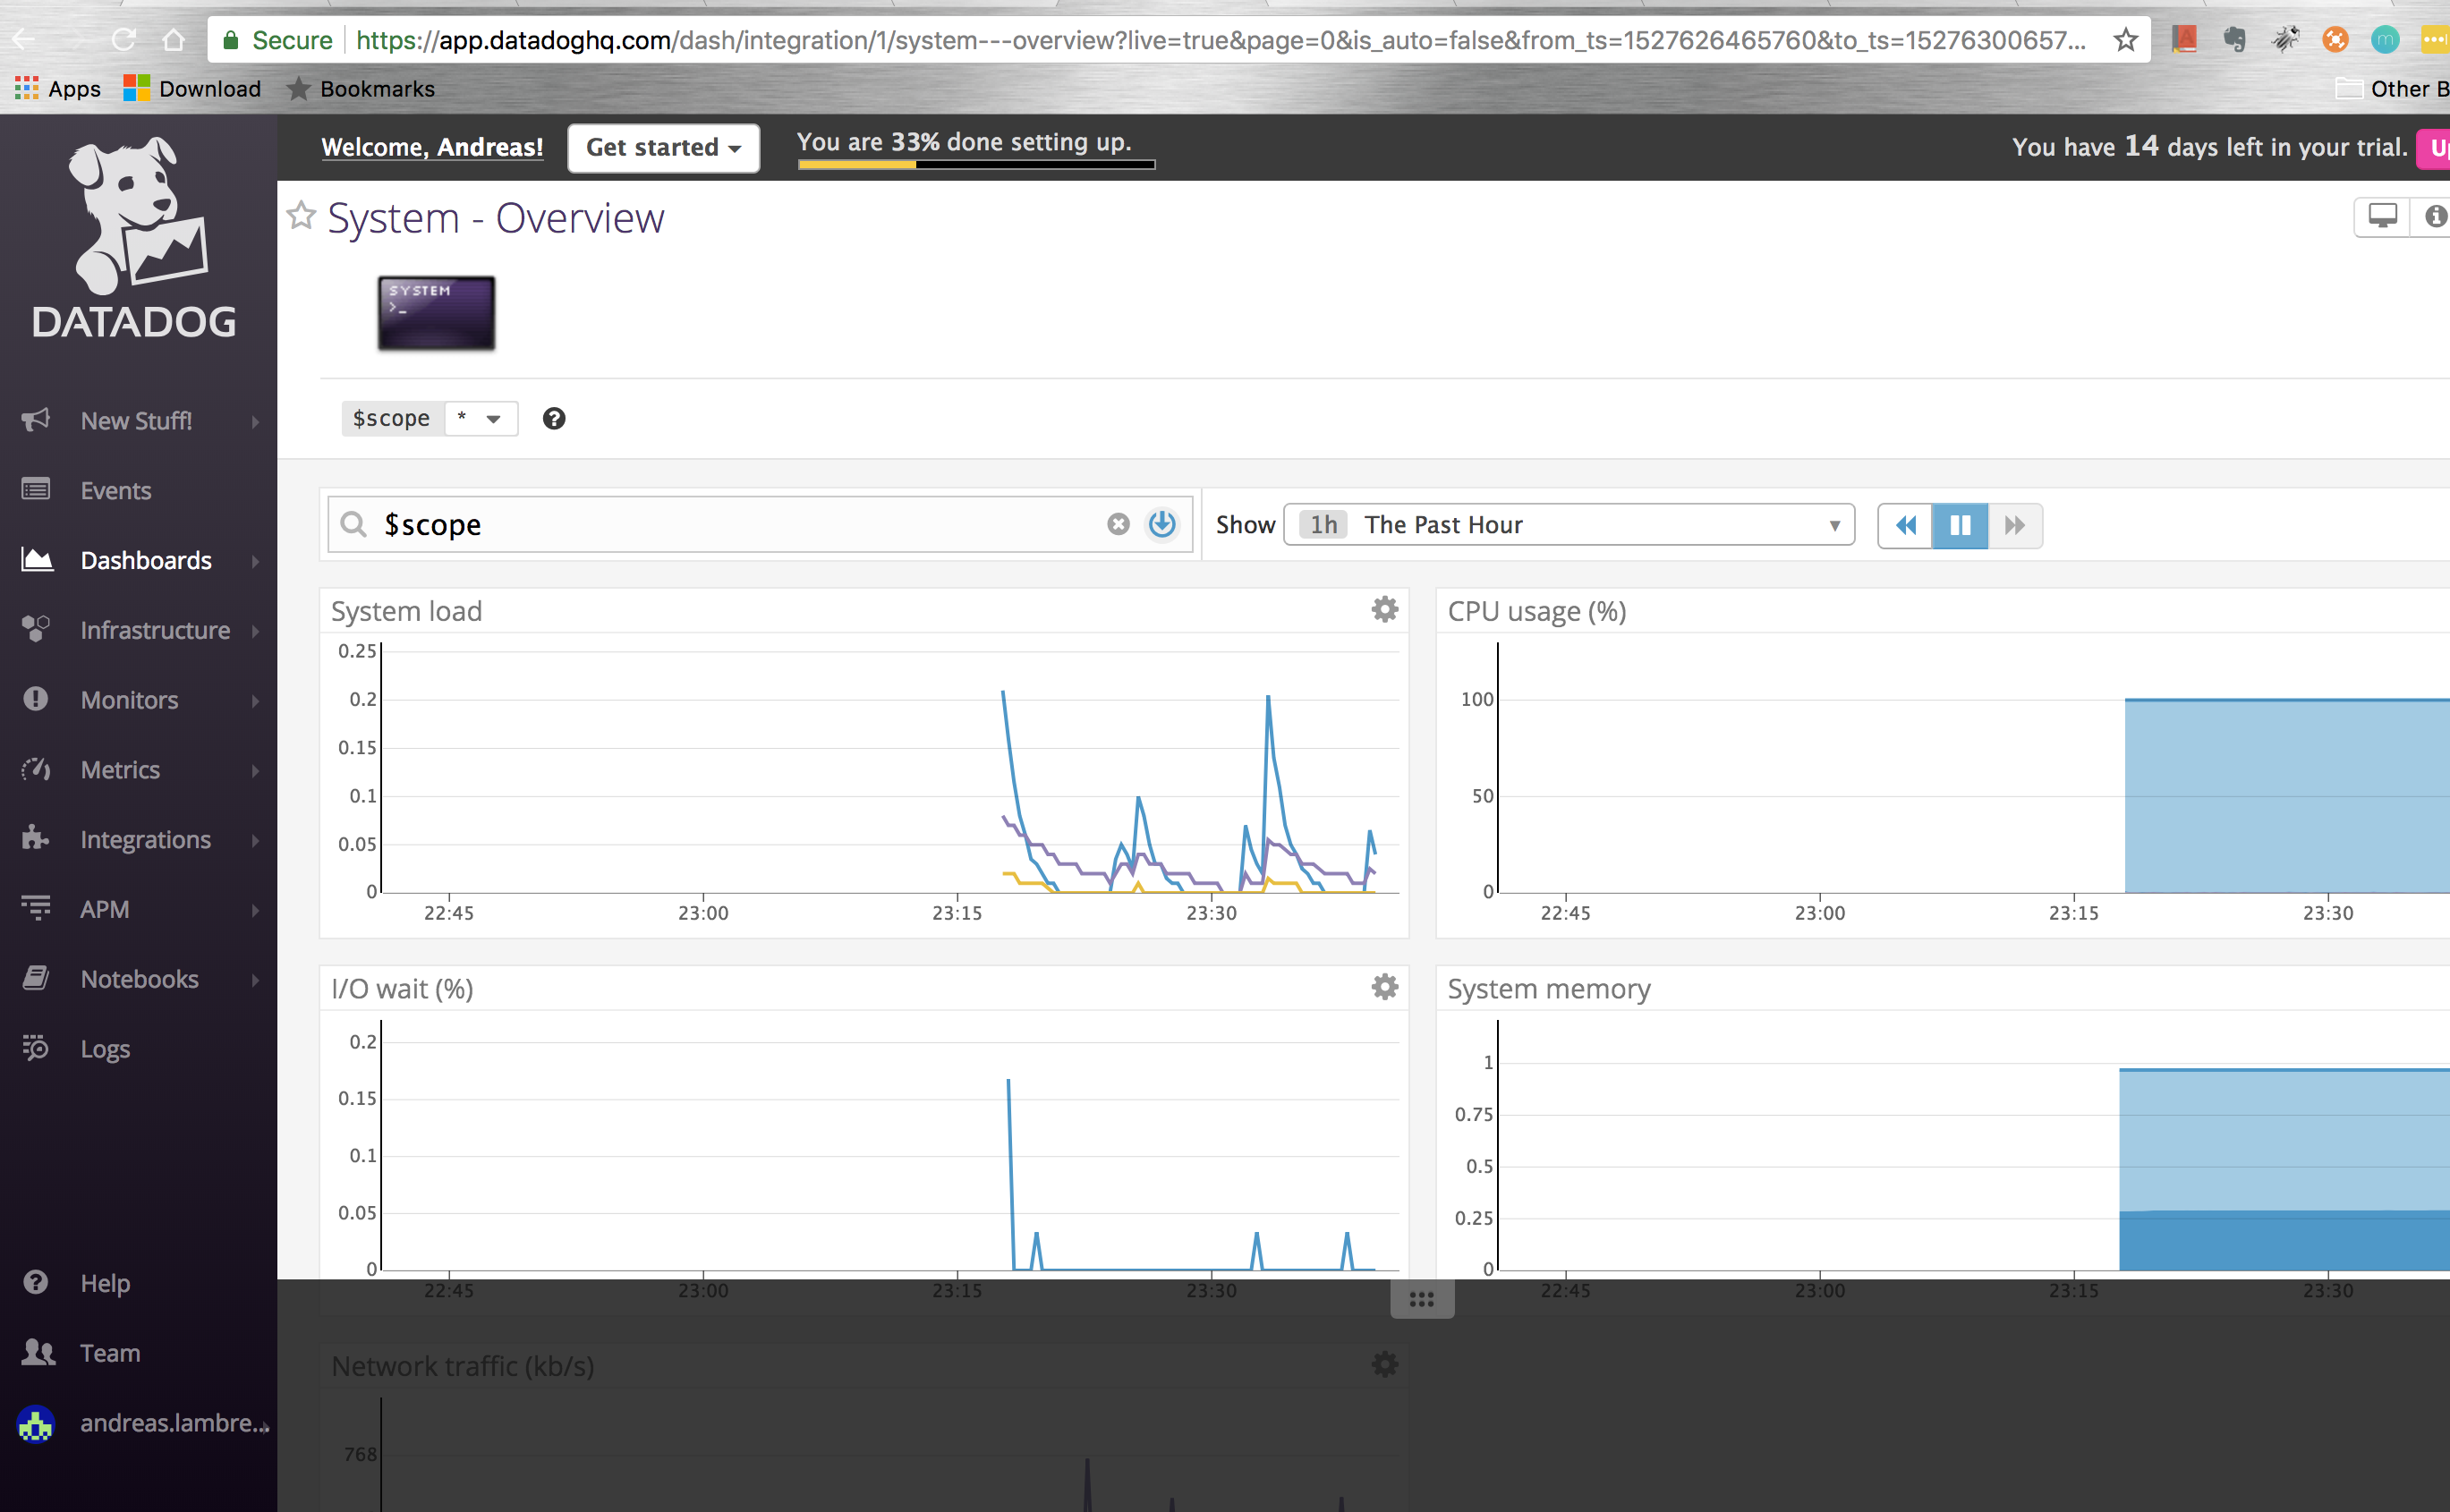 Secure https://app.datadoghq.com/dash/integration/1/system---overview?live=true&page=0&is_auto=false&from_ts=1527626465760&to_ts=15276300657...
Apps Download Bookmarks Other B
Welcome, Andreas! Get started You are 33% done setting up. You have 14 days left in your trial. Up
DATADOG
System - Overview
SYSTEM
>_
$scope *
New Stuff!
Events
Dashboards
Infrastructure
Monitors
Metrics
Integrations
APM
Notebooks
Logs
Help
Team
andreas.lambre...
$scope Show 1h The Past Hour
System load
0.25
0.2
0.15
0.1
0.05
0
22:45 23:00 23:15 23:30
CPU usage (%)
100
50
0
22:45 23:00 23:15 23:30
I/O wait (%)
0.2
0.15
0.1
0.05
0
22:45 23:00 23:15 23:30
System memory
1
0.75
0.5
0.25
0
22:45 23:00 23:15 23:30
Network traffic (kb/s)
768